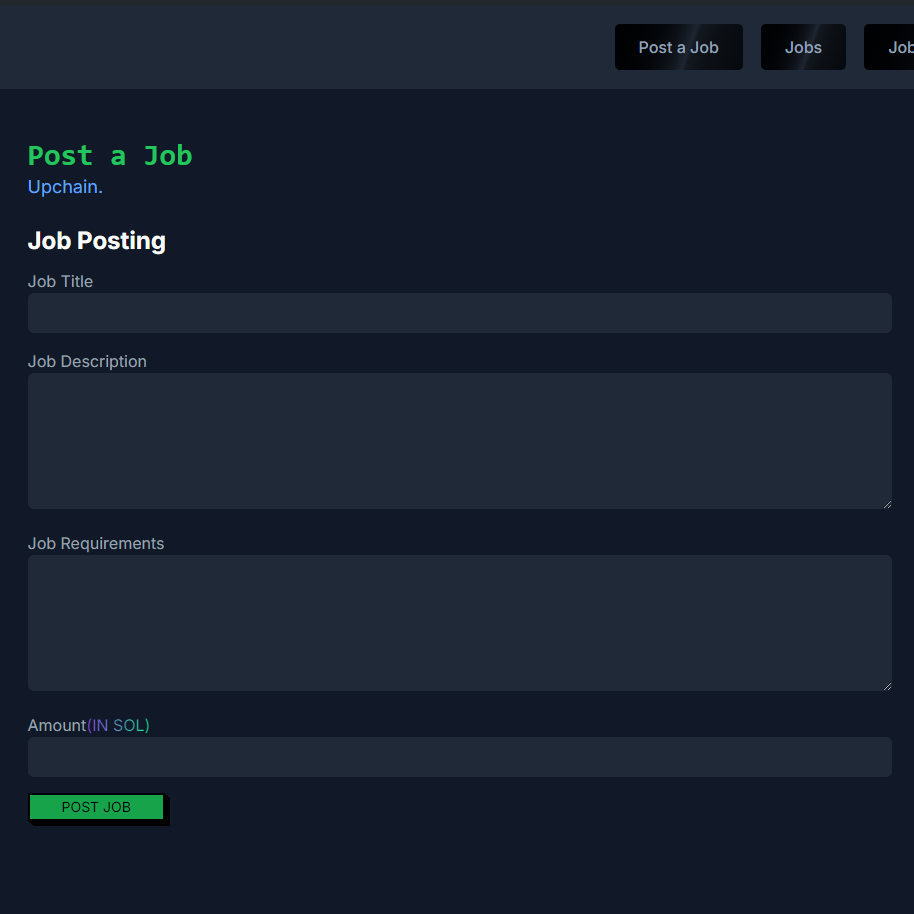 Post a Job Jobs Job
Post a Job
Upchain.
Job Posting
Job Title
Job Description
Job Requirements
Amount(IN SOL)
POST JOB